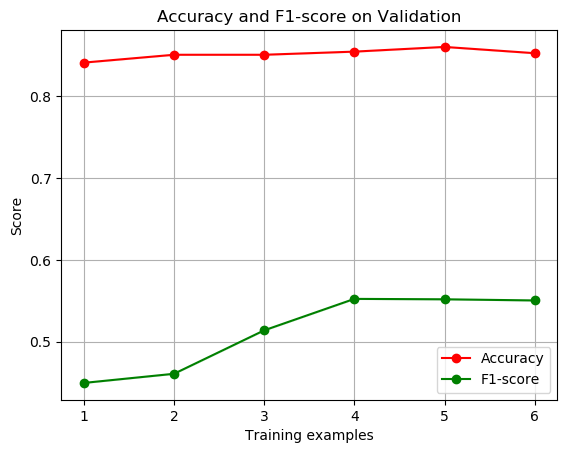 Accuracy and F1-score on Validation
Score
0.8
0.7
0.6
0.5
1 2 3 4 5 6
Training examples
Accuracy
F1-score